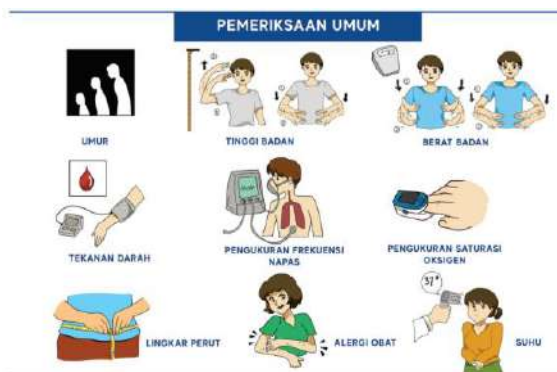 PEMERIKSAAN UMUM
UMUR
TINGGI BADAN
BERAT BADAN
TEKANAN DARAH
PENGUKURAN FREKUENSI
NAPAS
PENGUKURAN SATURASI
OKSIGEN
LINGKAR PERUT
ALERGI OBAT
37°
SUHU